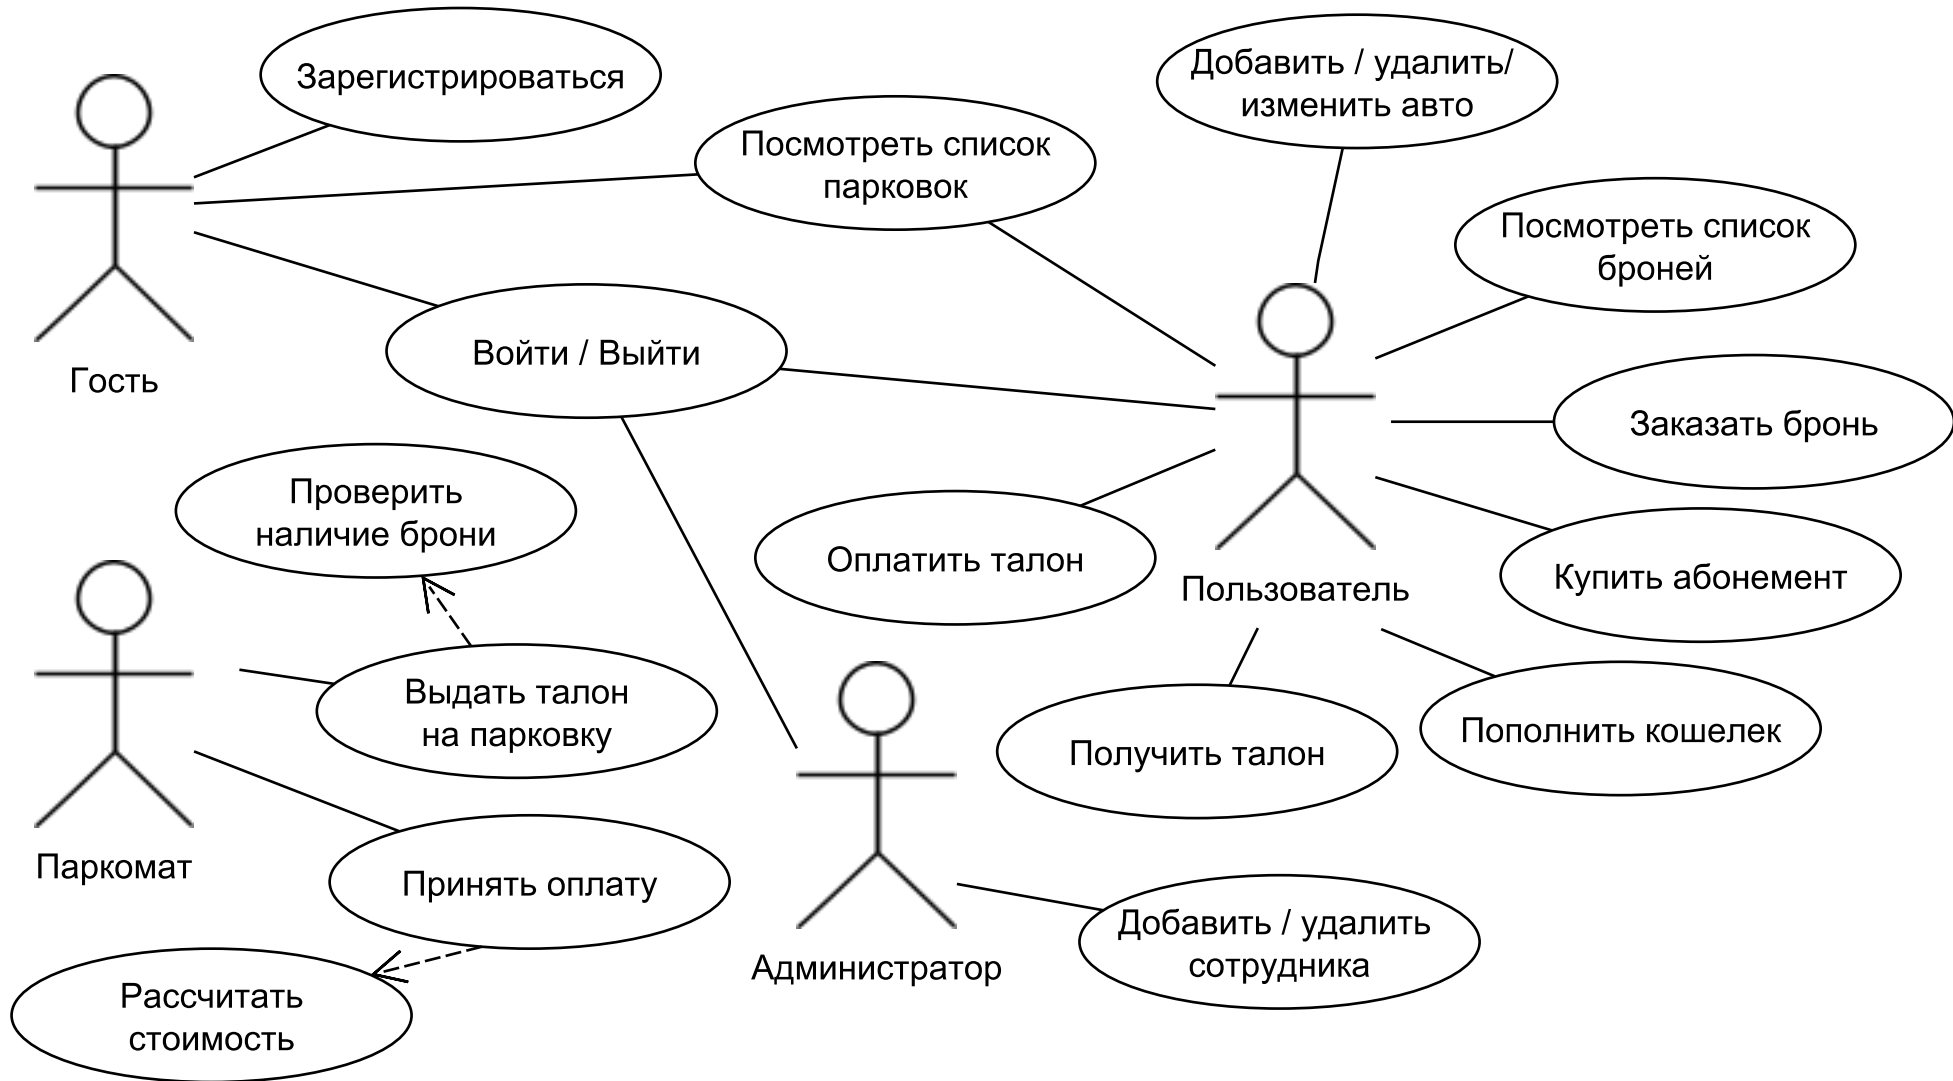 Зарегистрироваться
Добавить / удалить/
изменить авто
Посмотреть список
парковок
Посмотреть список
броней
Войти / Выйти
Гость
Заказать бронь
Проверить
наличие брони
Оплатить талон
Пользователь
Купить абонемент
Выдать талон
на парковку
Получить талон
Пополнить кошелек
Паркомат
Принять оплату
Добавить / удалить
сотрудника
Администратор
Рассчитать
стоимость